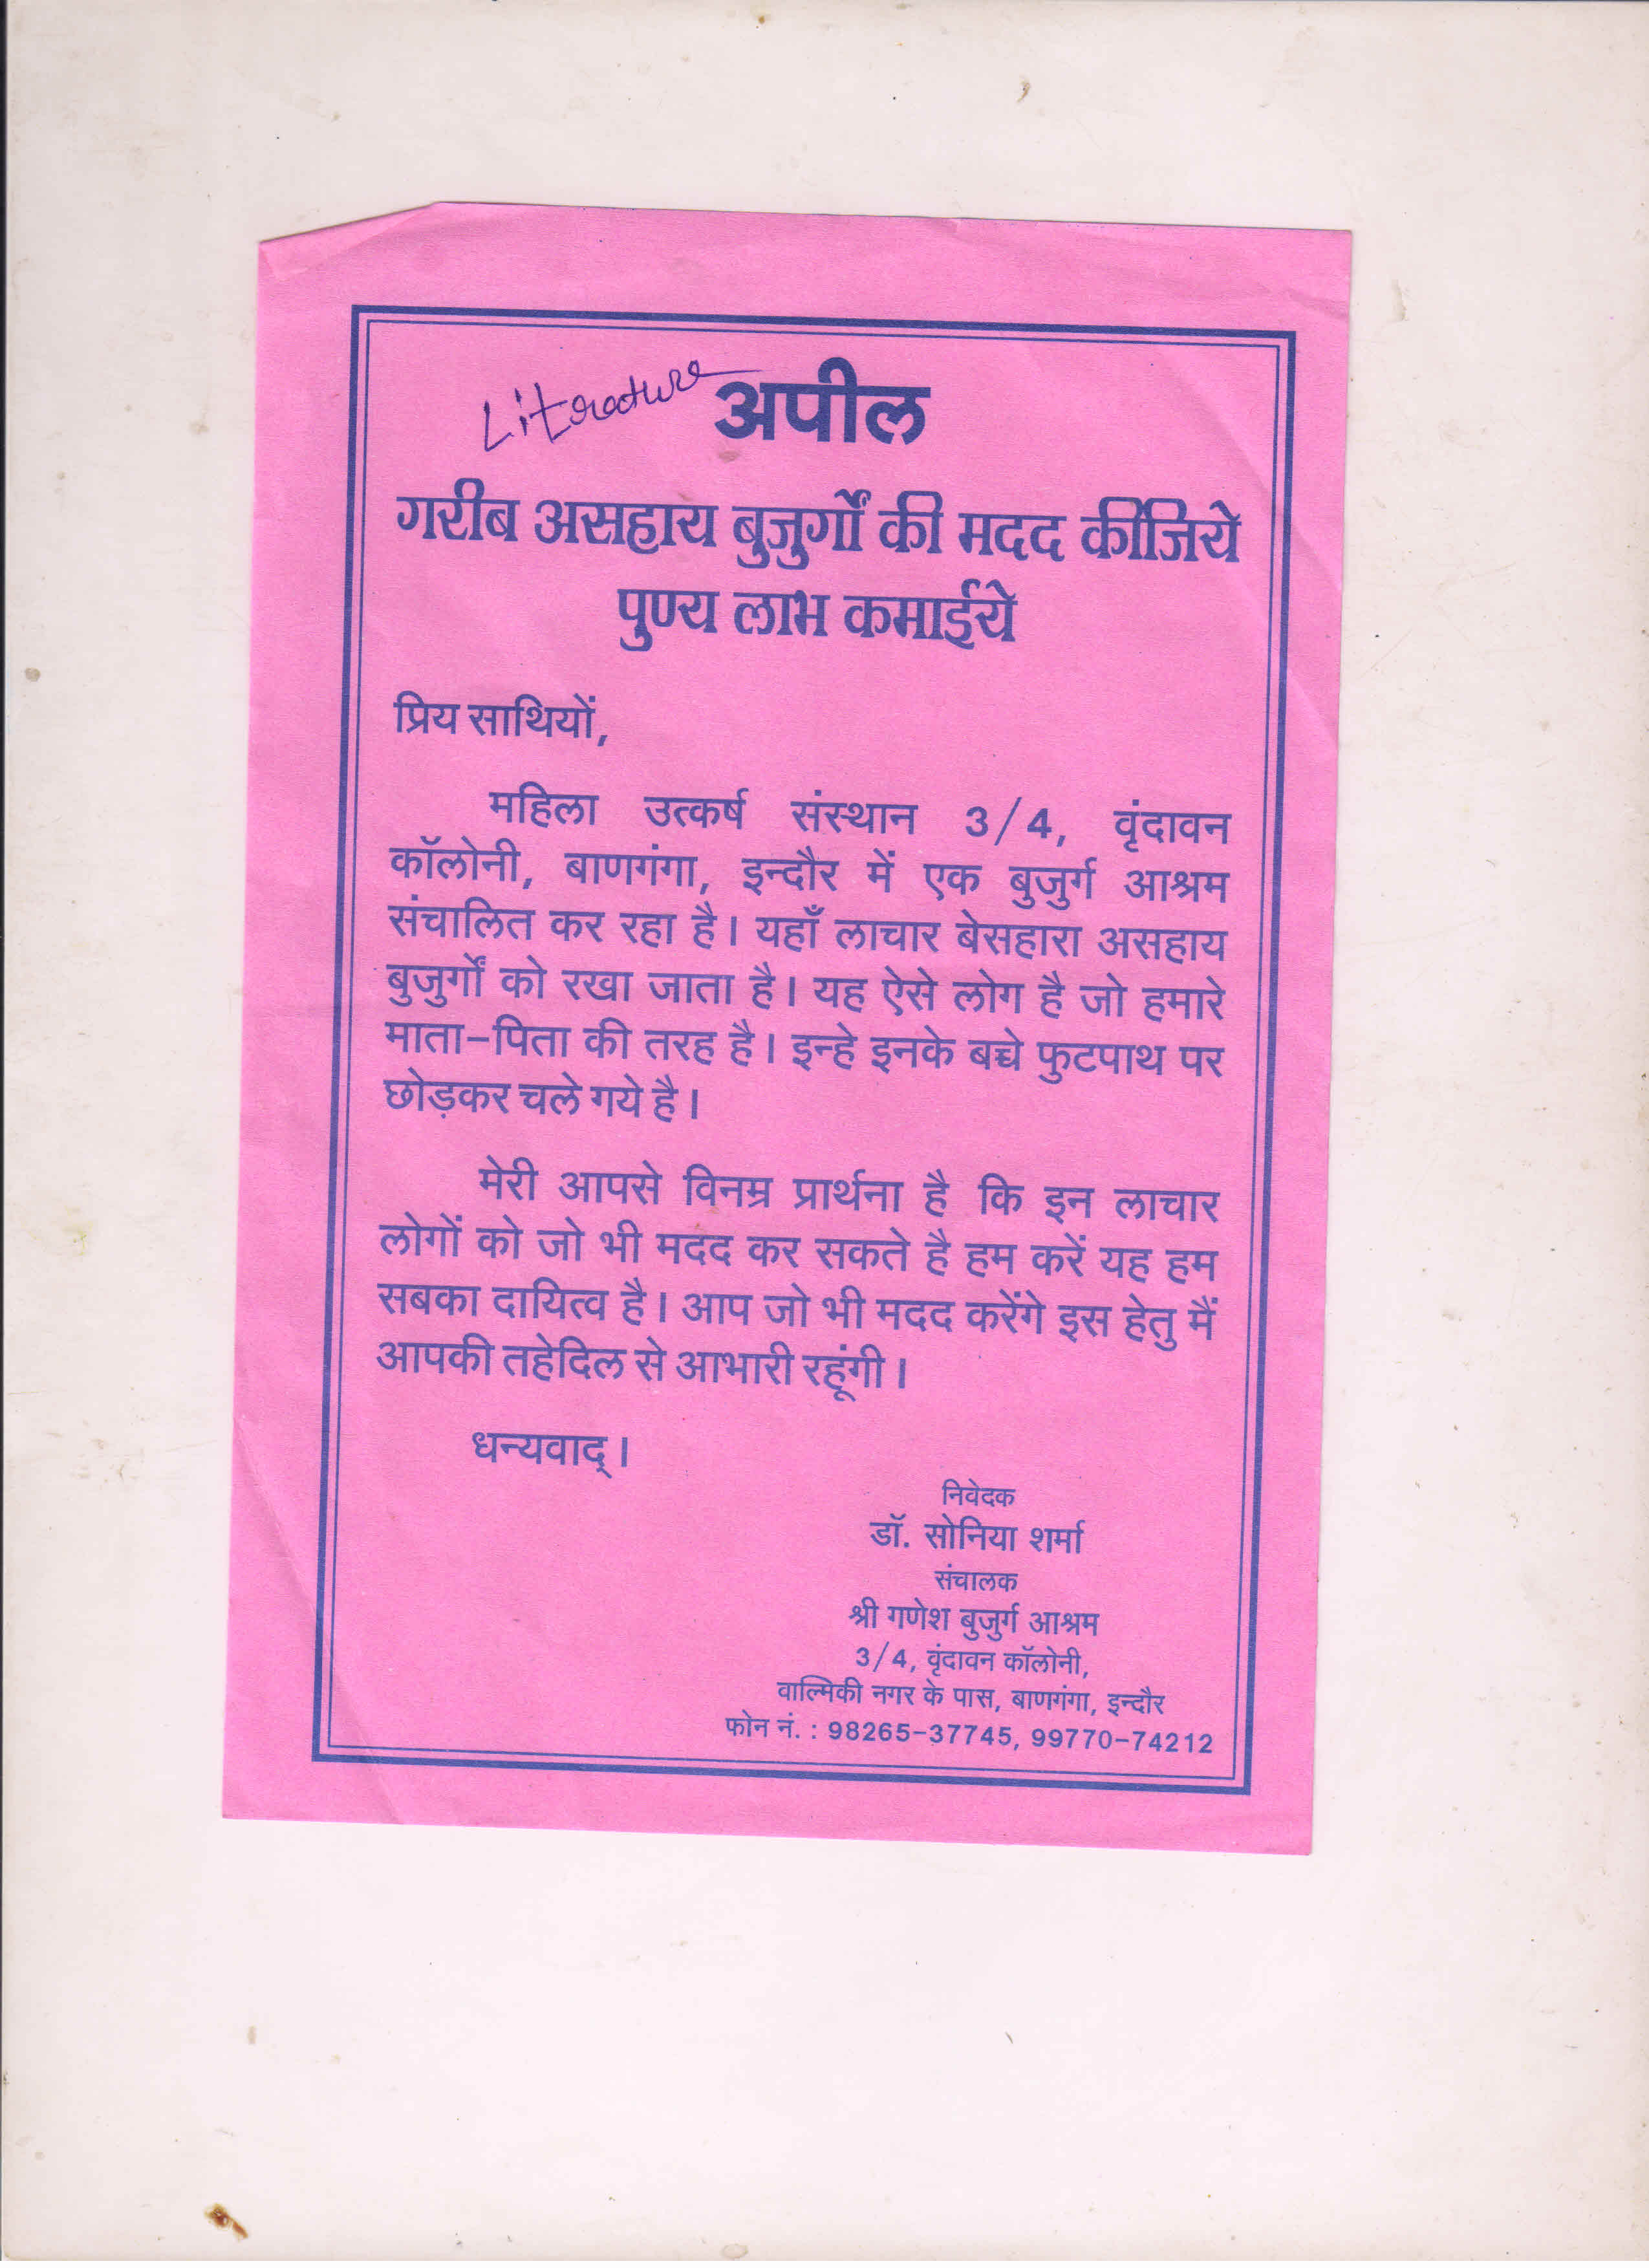 Literature
अपील
गरीब असहाय बुजुर्गों की मदद कीजिये
पुण्य लाभ कमाईये
प्रिय साथियों,
महिला उत्कर्ष संस्थान 3/4, वृंदावन
कॉलोनी, बाणगंगा, इन्दौर में एक बुजुर्ग आश्रम
संचालित कर रहा है। यहाँ लाचार बेसहारा असहाय
बुजुर्गों को रखा जाता है। यह ऐसे लोग है जो हमारे
माता-पिता की तरह है। इन्हे इनके बच्चे फुटपाथ पर
छोड़कर चले गये है।
मेरी आपसे विनम्र प्रार्थना है कि इन लाचार
लोगों को जो भी मदद कर सकते है हम करें यह हम
सबका दायित्व है। आप जो भी मदद करेंगे इस हेतु मैं
आपकी तहेदिल से आभारी रहूंगी।
धन्यवाद्।
निवेदक
डॉ. सोनिया शर्मा
संचालक
श्री गणेश बुजुर्ग आश्रम
3/4, वृंदावन कॉलोनी,
वाल्मिकी नगर के पास, बाणगंगा, इन्दौर
फोन नं. : 98265-37745, 99770-74212